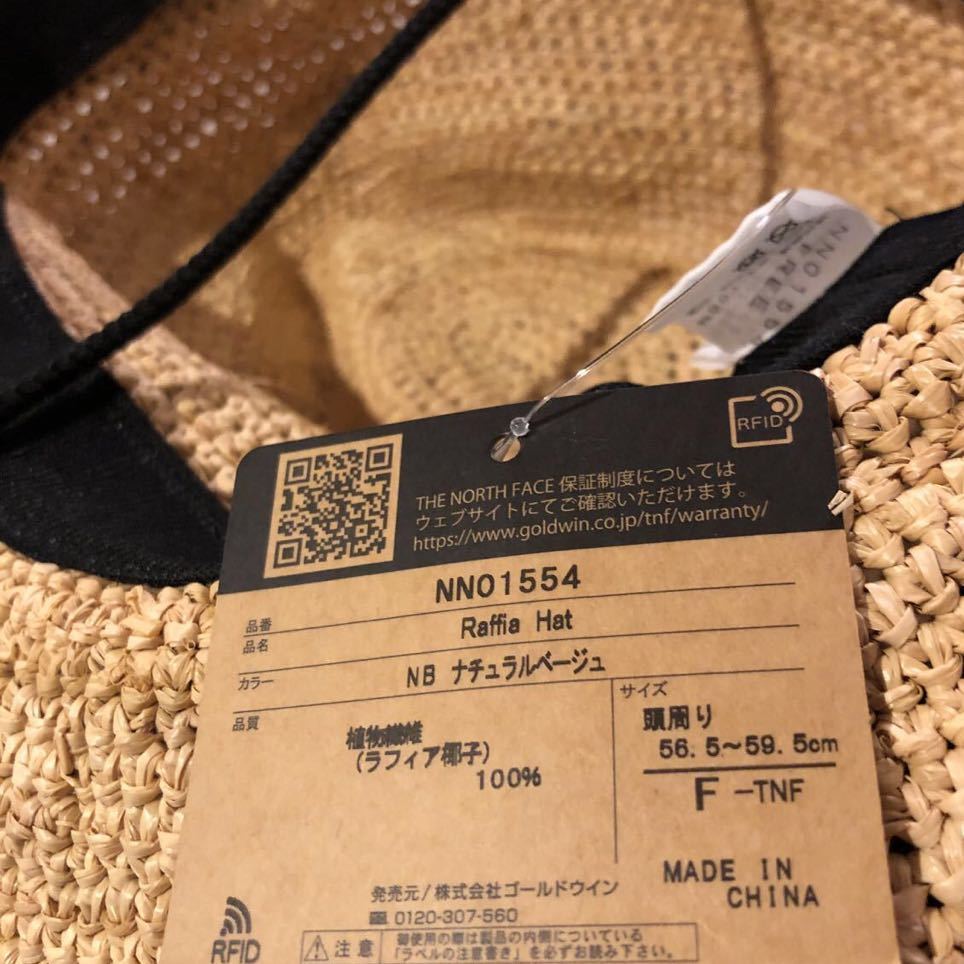 NN0155
FREE
RFID
THE NORTH FACE 保証制度については
ウェブサイトにてご確認いただけます。
https://www.goldwin.co.jp/tnf/warranty/
品番 NN01554
品名 Raffia Hat
カラー NB ナチュラルベージュ
品質
植物繊維
(ラフィア椰子)
100%
サイズ
頭周り
56.5~59.5cm
F-TNF
MADE IN
CHINA
発売元/株式会社ゴールドウイン
0120-307-560
RFID
注意
御使用の際は製品の内側についている
「ラベルの注意書き」を必ずお読み下さい。